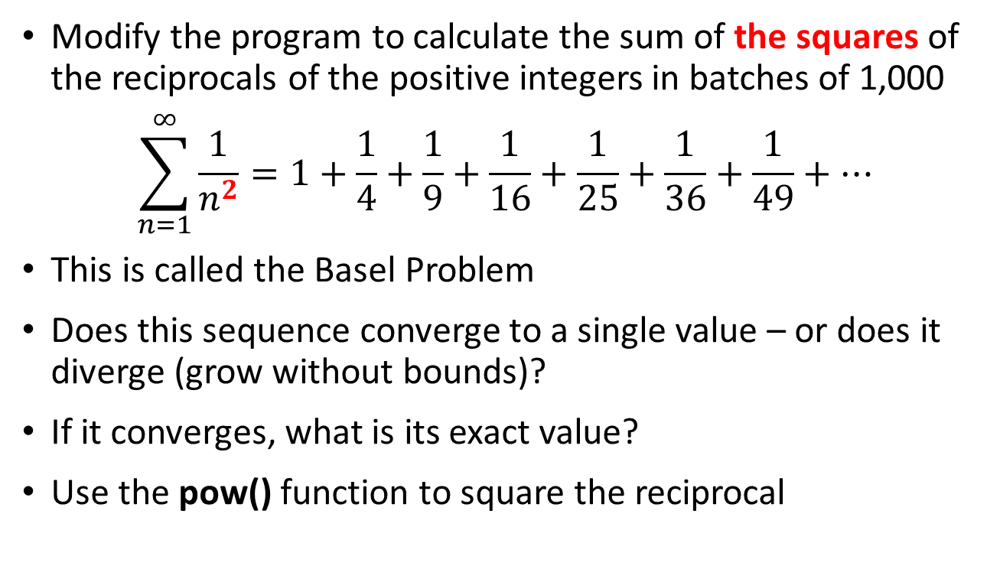 • Modify the program to calculate the sum of the squares of
the reciprocals of the positive integers in batches of 1,000
$$\sum_{n=1}^{\infty} \frac{1}{n^2} = 1 + \frac{1}{4} + \frac{1}{9} + \frac{1}{16} + \frac{1}{25} + \frac{1}{36} + \frac{1}{49} + \cdots$$
• This is called the Basel Problem
• Does this sequence converge to a single value – or does it
diverge (grow without bounds)?
• If it converges, what is its exact value?
• Use the pow() function to square the reciprocal